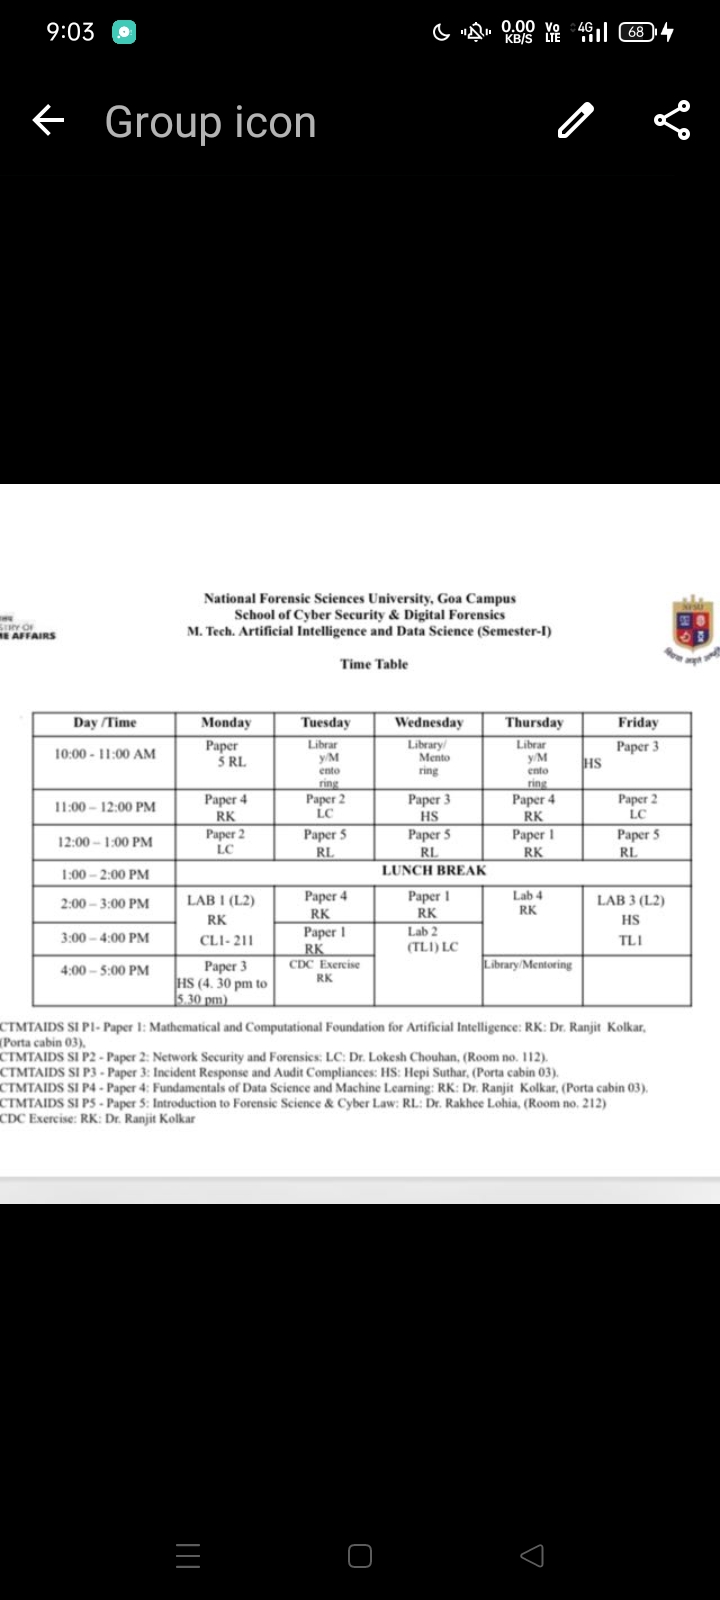 9:03
0.00 KB/S Vo LTE 4G 68
Group icon
National Forensic Sciences University, Goa Campus
School of Cyber Security & Digital Forensics
STRY OF
IE AFFAIRS
M. Tech. Artificial Intelligence and Data Science (Semester-I)
Time Table
Day /Time Monday Tuesday Wednesday Thursday Friday
10:00 - 11:00 AM Paper 5 RL Librar y/M ento ring Library/ Mento ring Librar y/M ento ring Paper 3 HS
11:00 – 12:00 PM Paper 4 RK Paper 2 LC Paper 3 HS Paper 4 RK Paper 2 LC
12:00 – 1:00 PM Paper 2 LC Paper 5 RL Paper 5 RL Paper 1 RK Paper 5 RL
1:00 – 2:00 PM LUNCH BREAK
2:00 – 3:00 PM LAB 1 (L2) RK CL1- 211 Paper 4 RK Paper 1 RK Lab 4 RK LAB 3 (L2) HS TL1
3:00 – 4:00 PM Paper 1 RK Lab 2 (TL1) LC
4:00 – 5:00 PM Paper 3 HS (4. 30 pm to 5.30 pm) CDC Exercise RK Library/Mentoring
CTMTAIDS SI P1- Paper 1: Mathematical and Computational Foundation for Artificial Intelligence: RK: Dr. Ranjit Kolkar,
(Porta cabin 03),
CTMTAIDS SI P2 - Paper 2: Network Security and Forensics: LC: Dr. Lokesh Chouhan, (Room no. 112).
CTMTAIDS SI P3 - Paper 3: Incident Response and Audit Compliances: HS: Hepi Suthar, (Porta cabin 03).
CTMTAIDS SI P4 - Paper 4: Fundamentals of Data Science and Machine Learning: RK: Dr. Ranjit Kolkar, (Porta cabin 03).
CTMTAIDS SI P5 - Paper 5: Introduction to Forensic Science & Cyber Law: RL: Dr. Rakhee Lohia, (Room no. 212)
CDC Exercise: RK: Dr. Ranjit Kolkar